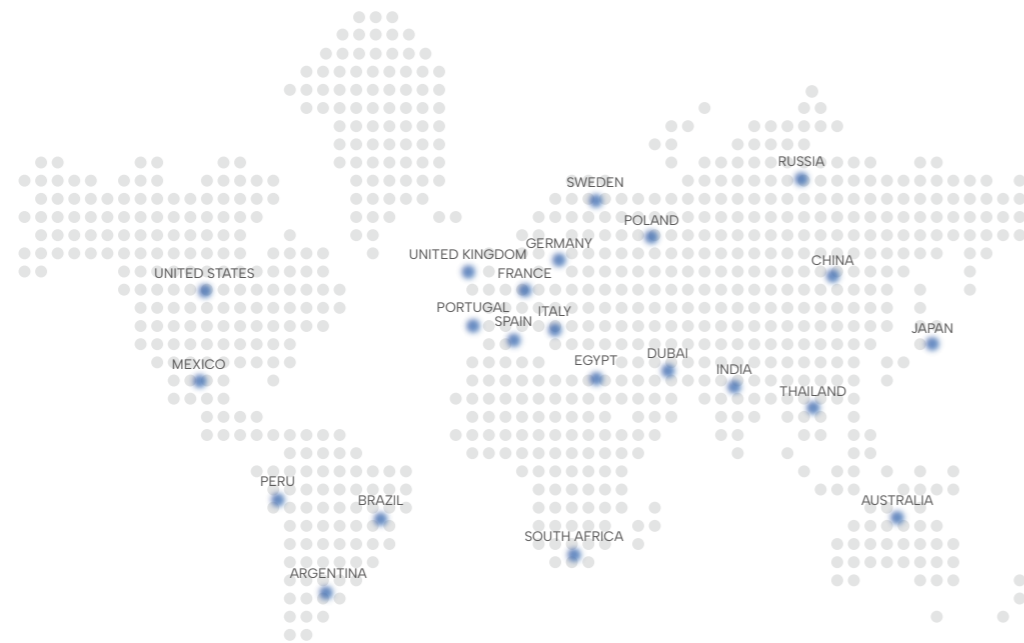 RUSSIA
SWEDEN
POLAND
GERMANY
UNITED KINGDOM
CHINA
UNITED STATES
FRANCE
PORTUGAL
ITALY
SPAIN
JAPAN
DUBAI
EGYPT
MEXICO
INDIA
THAILAND
PERU
BRAZIL
AUSTRALIA
SOUTH AFRICA
ARGENTINA